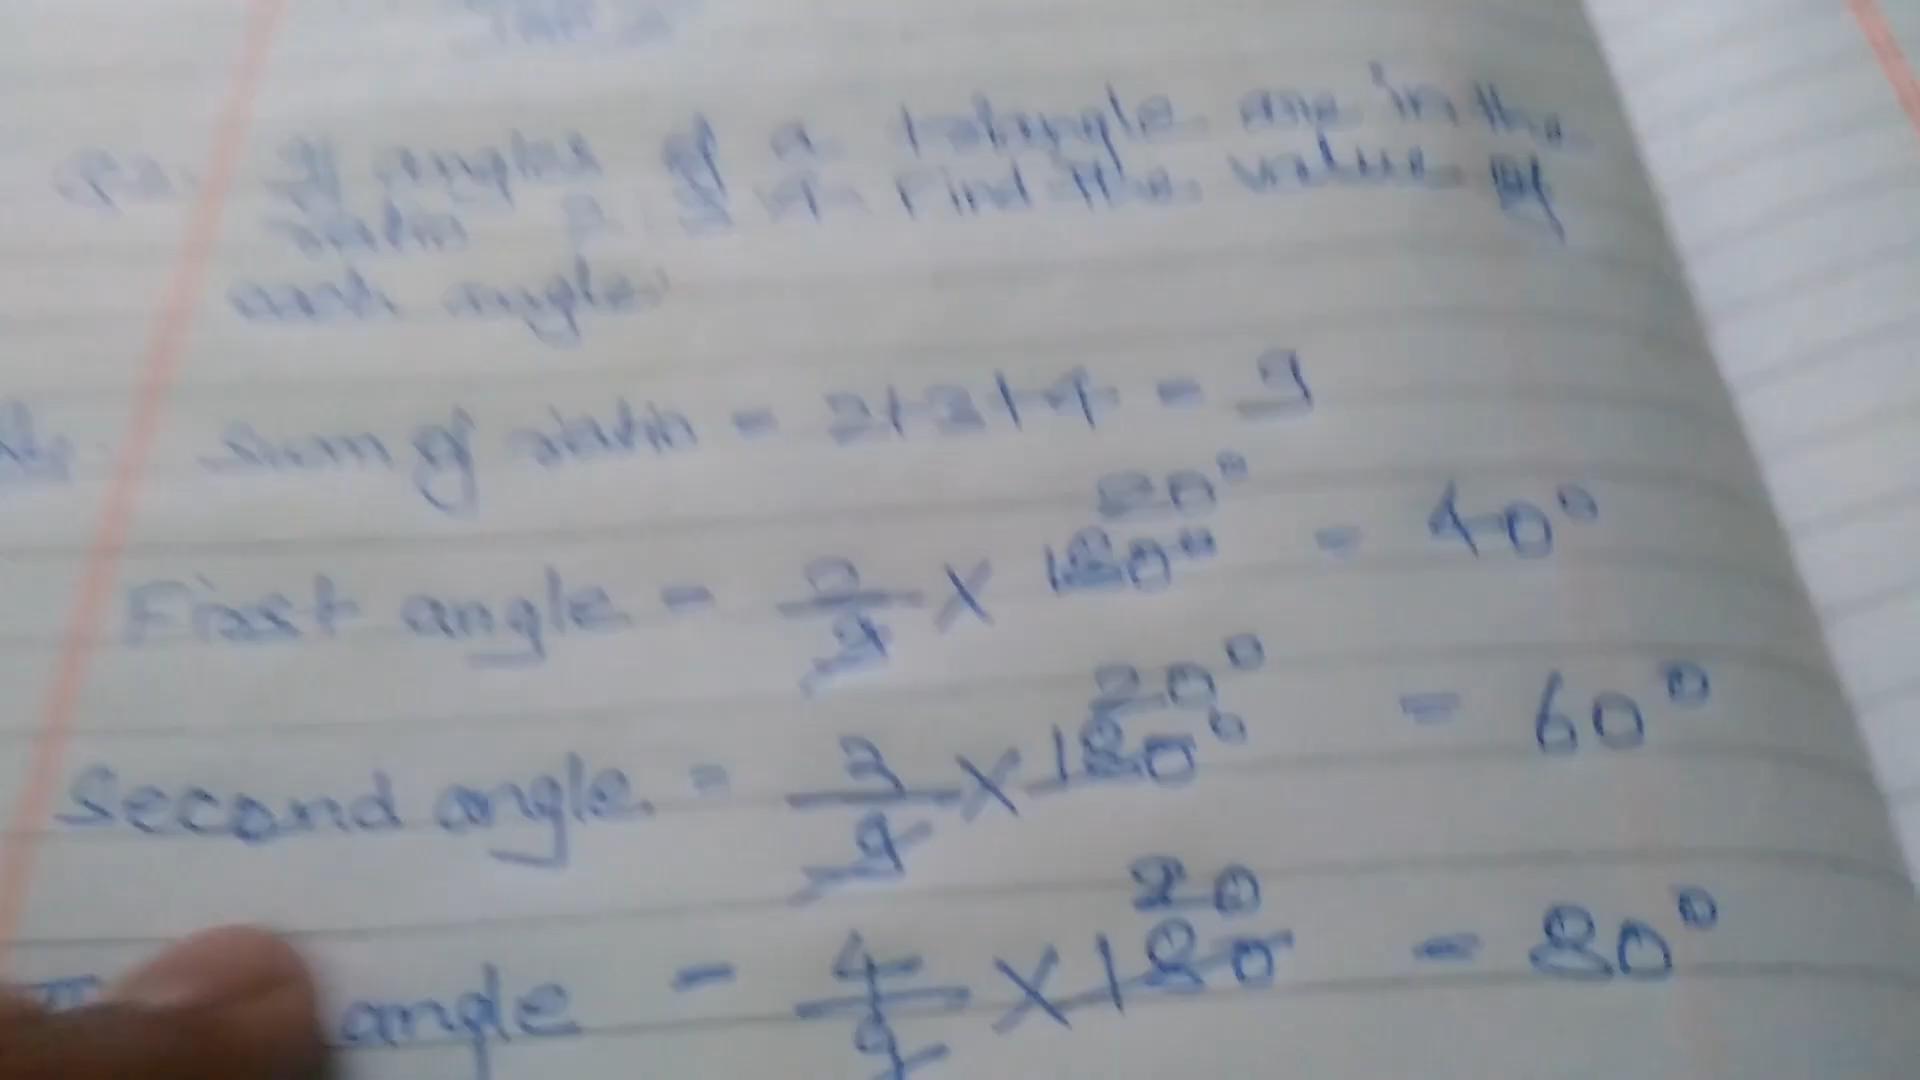 If angles of a triangle are in the
ratio 2 : 3 : 4. Find the value of
each angle.
Sum of ratio = 2+3+4 = 9
First angle = 2/9 × 180° = 40°
20°
Second angle = 3/9 × 180° = 60°
20°
angle = 4/9 × 180 = 80°
20